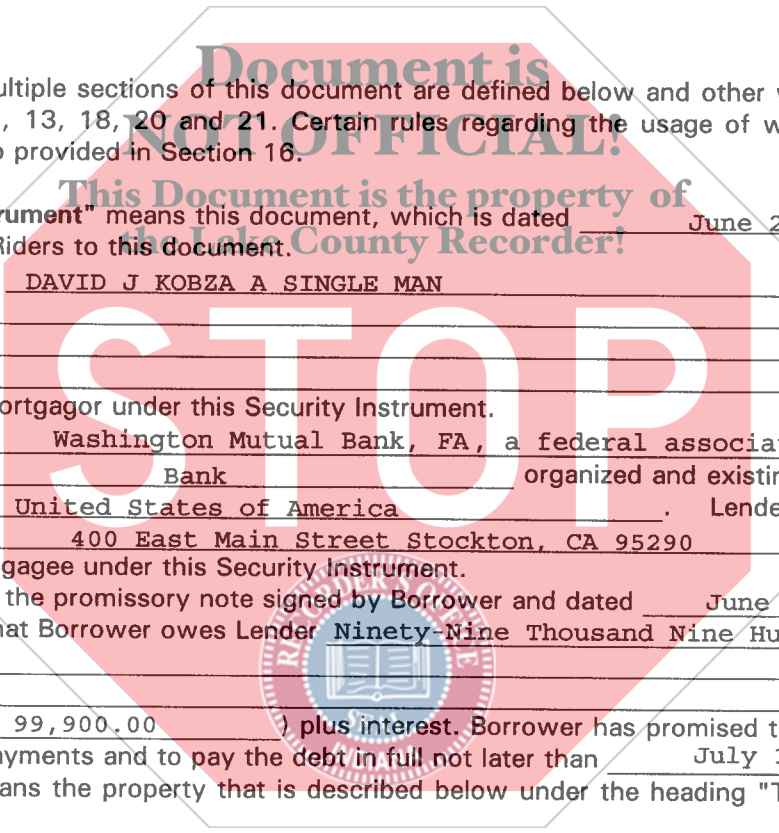 Document is
ultiple sections of this document are defined below and other
, 13, 18, 20 and 21. Certain rules regarding the usage of
NOT OFFICIAL!
provided in Section 16.
This Document is the property of
rument" means this document, which is dated June 2
the Lake County Recorder!
Riders to this document.
DAVID J KOBZA A SINGLE MAN
STOP
ortgagor under this Security Instrument.
Washington Mutual Bank, FA, a federal associa
Bank organized and existin
United States of America . Lende
400 East Main Street Stockton, CA 95290
gagee under this Security Instrument.
the promissory note signed by Borrower and dated June
hat Borrower owes Lender Ninety-Nine Thousand Nine Hu
RECORDER'S OFFICE
SEAL
INDIANA
99,900.00 ) plus interest. Borrower has promised t
ayments and to pay the debt in full not later than July 1
ans the property that is described below under the heading "T